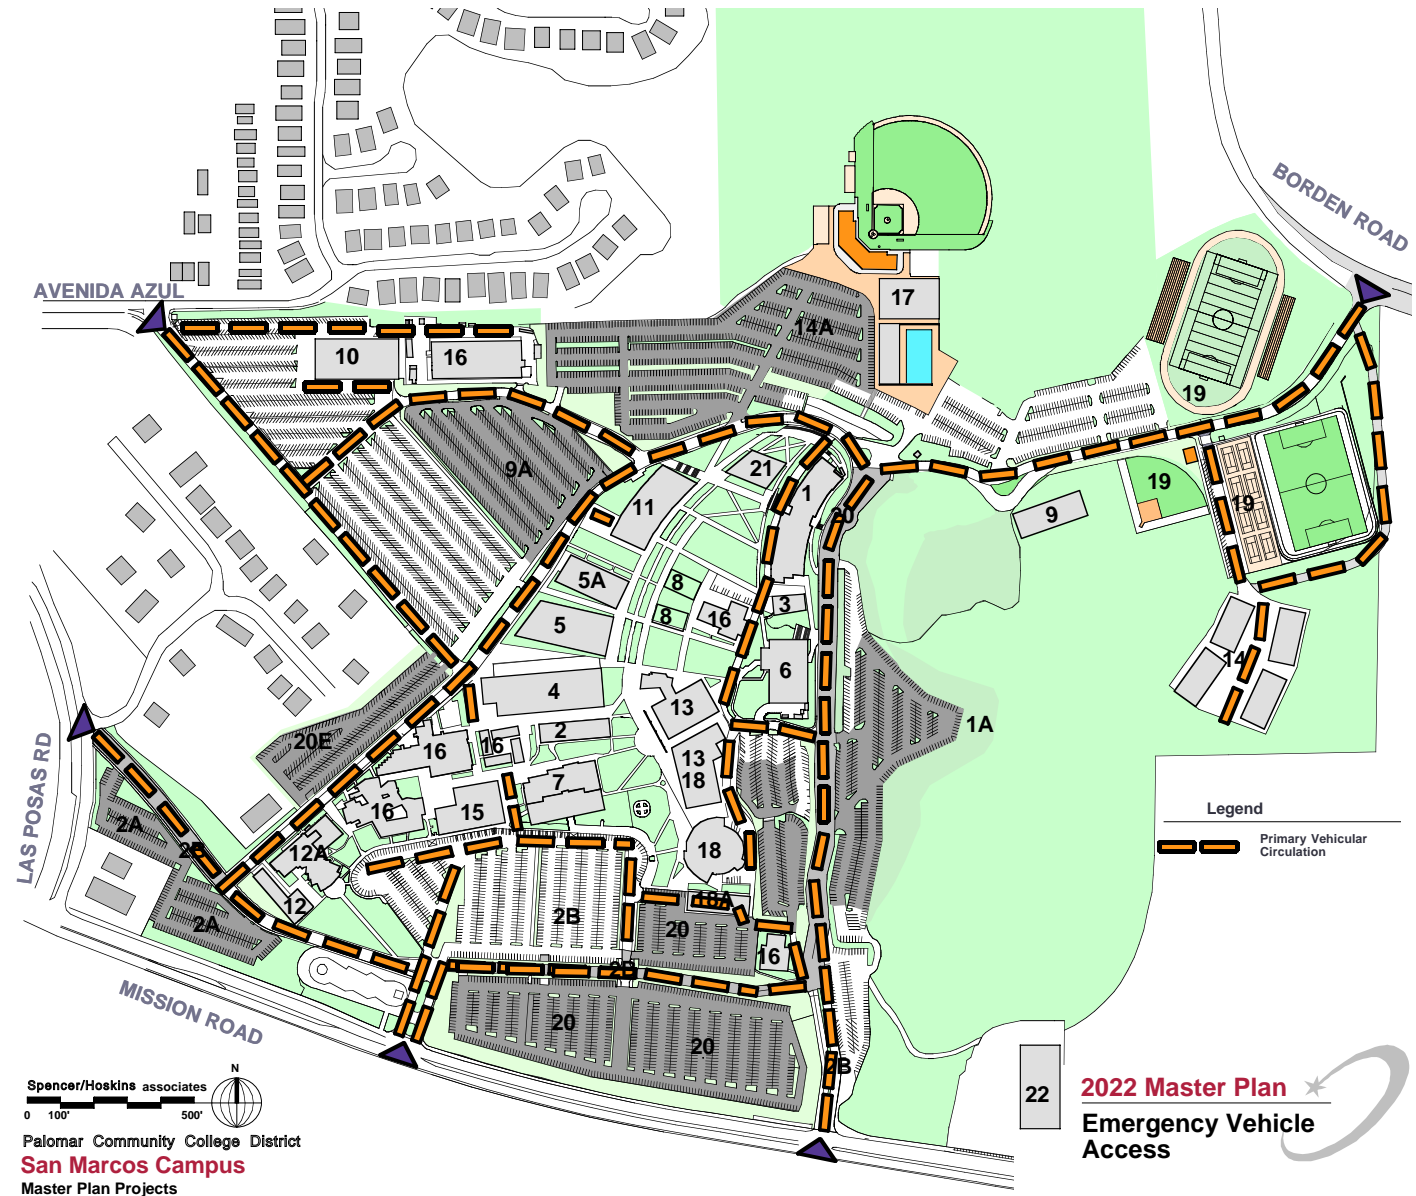 BORDEN ROAD
AVENIDA AZUL
17
14A
10
16
19
9A
21
1
11
19
19
9
20
5A
8
3
8
16
5
6
14
4
13
1A
2
16
16
20E
13
18
7
16
15
LAS POSAS RD
Legend
2A
2B
Primary Vehicular
Circulation
12A
18
18A
12
2B
2A
20
16
2B
MISSION ROAD
20
20
2B
N
Spencer/Hoskins associates
0 100' 500'
Palomar Community College District
San Marcos Campus
Master Plan Projects
22
2022 Master Plan
Emergency Vehicle
Access